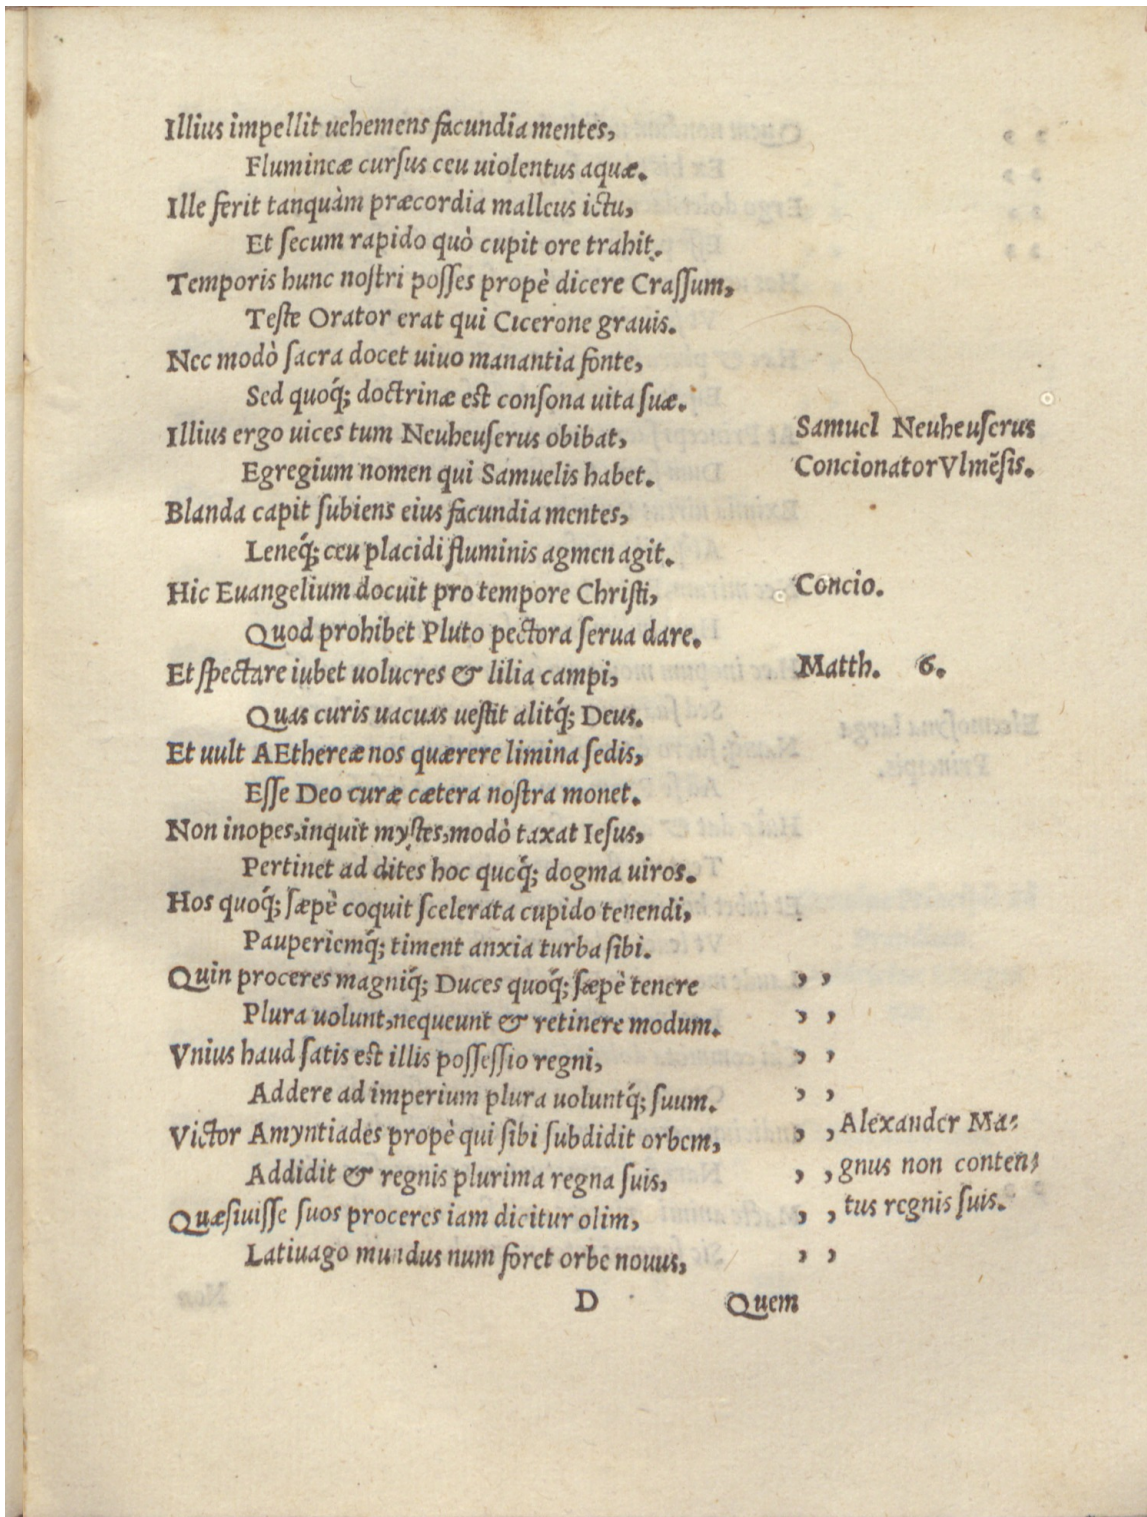 Illius impellit uehemens facundia mentes,
Flumineæ cursus ceu uiolentus aquæ.
Ille ferit tanquàm præcordia malleus ictu,
Et secum rapido quò cupit ore trahit.
Temporis hunc nostri posses propè dicere Crassum,
Teste Orator erat qui Cicerone grauis.
Nec modò sacra docet uiuo manantia fonte,
Sed quoq́; doctrinæ est consona uita suæ.
Illius ergo uices tum Neuheuserus obibat,
Samuel Neuheuserus
Egregium nomen qui Samuelis habet.
Concionator Vlmẽsis.
Blanda capit subiens eius facundia mentes,
Leneq́; ceu placidi fluminis agmen agit.
Hic Euangelium docuit pro tempore Christi,
Concio.
Quod prohibet Pluto pectora serua dare.
Et spectare iubet uolucres & lilia campi,
Matth. 6.
Quas curis uacuas uestit alitq́; Deus.
Et uult AEthereæ nos quærere limina sedis,
Esse Deo curæ cætera nostra monet.
Non inopes, inquit mystes, modò taxat Iesus,
Pertinet ad dites hoc qucq́; dogma uiros.
Hos quoq́; sæpè coquit scelerata cupido tenendi,
Pauperiemq́; timent anxia turba sibi.
Quin proceres magniq́; Duces quoq́; sæpè tenere , ,
Plura uolunt, nequeunt & retinere modum. , ,
Vnius haud satis est illis possessio regni, , ,
Addere ad imperium plura uoluntq́; suum. , ,
Victor Amyntiades propè qui sibi subdidit orbem, , ,
Alexander Ma-
Addidit & regnis plurima regna suis, , ,
gnus non conten-
Quæsiuisse suos proceres iam dicitur olim, , ,
tus regnis suis.
Latiuago mundus num foret orbe nouus, , ,
D Quem